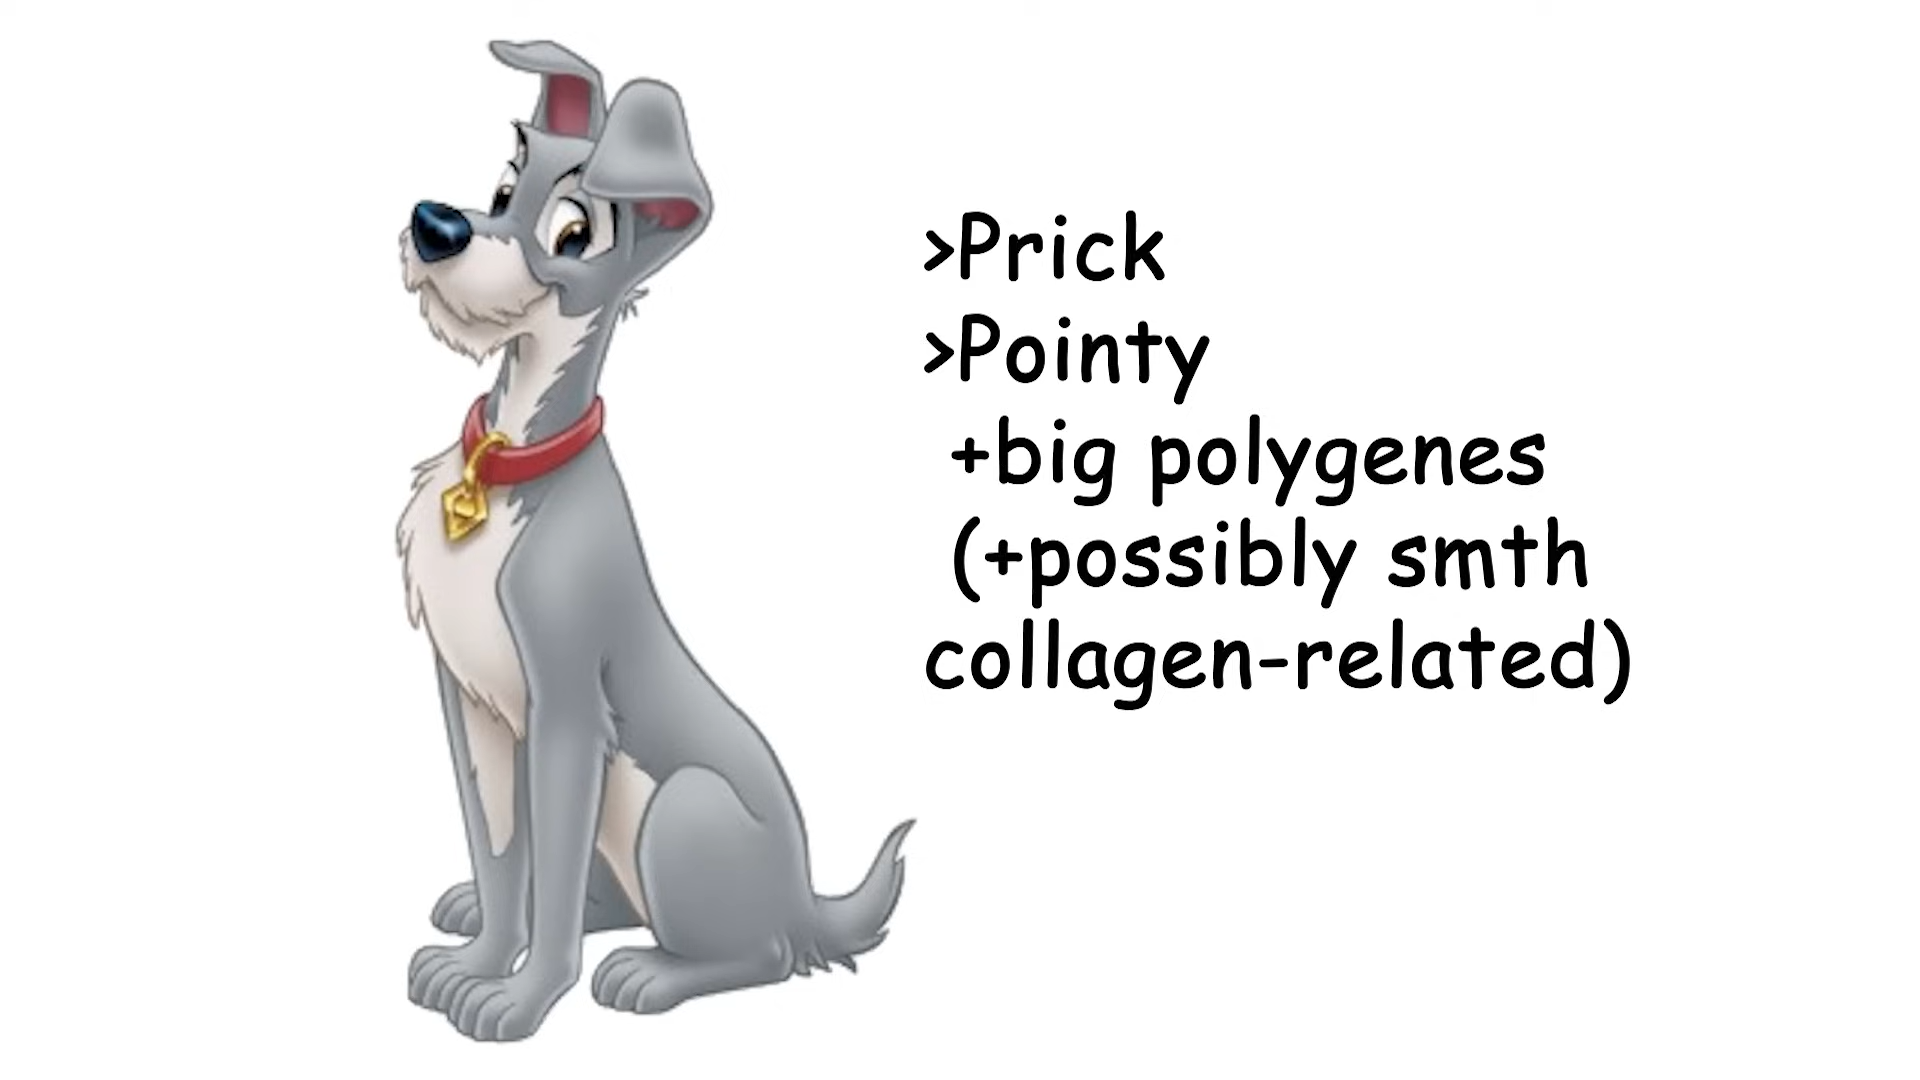 >Prick
>Pointy
+big polygenes
(+possibly smth
collagen-related)